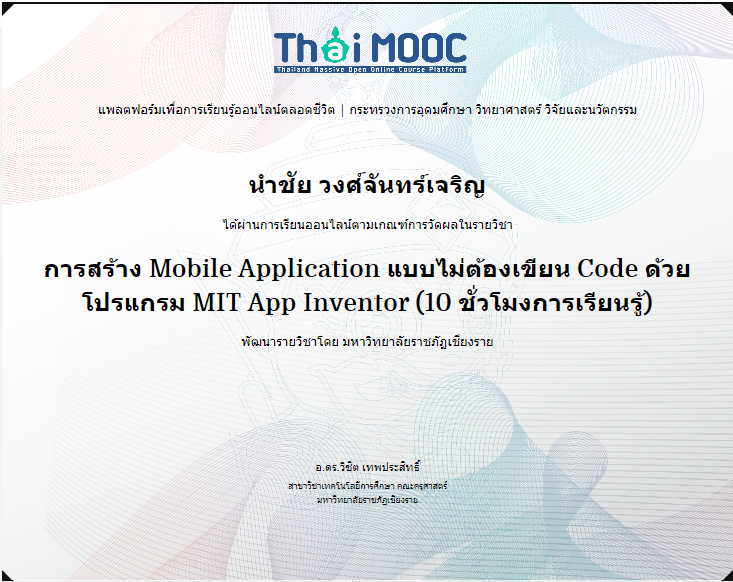 Thai MOOC
Thailand Massive Open Online Course Platform
แพลตฟอร์มเพื่อการเรียนรู้ออนไลน์ตลอดชีวิต | กระทรวงการอุดมศึกษา วิทยาศาสตร์ วิจัยและนวัตกรรม
นำชัย วงศ์จันทร์เจริญ
ได้ผ่านการเรียนออนไลน์ตามเกณฑ์การวัดผลในรายวิชา
การสร้าง Mobile Application แบบไม่ต้องเขียน Code ด้วย
โปรแกรม MIT App Inventor (10 ชั่วโมงการเรียนรู้)
พัฒนารายวิชาโดย มหาวิทยาลัยราชภัฏเชียงราย
อ.ดร.วิชิต เทพประสิทธิ์
สาขาวิชาเทคโนโลยีการศึกษา คณะครุศาสตร์
มหาวิทยาลัยราชภัฏเชียงราย